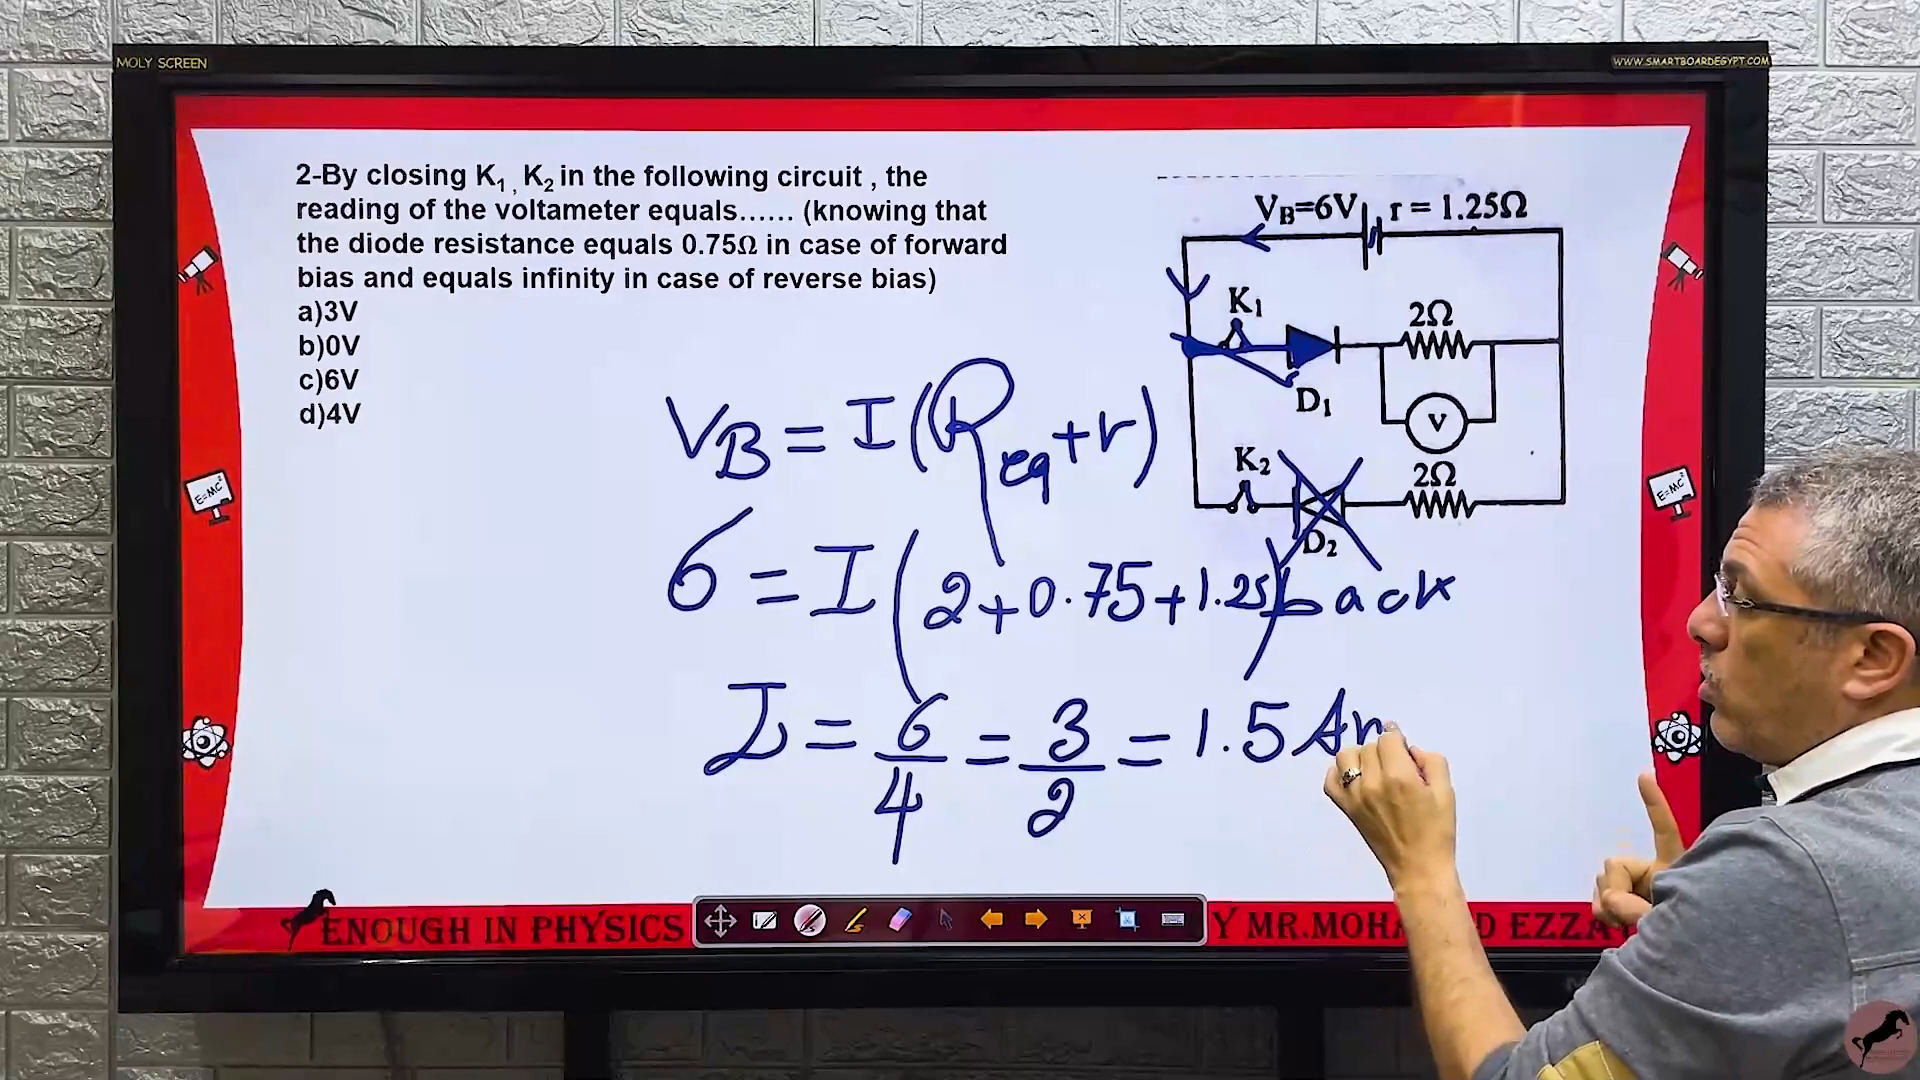 MOLY SCREEN
WWW.SMARTBOARDEGYPT.COM
2-By closing K1 , K2 in the following circuit , the
reading of the voltameter equals...... (knowing that
the diode resistance equals 0.75Ω in case of forward
bias and equals infinity in case of reverse bias)
a)3V
b)0V
c)6V
d)4V
VB=6V r = 1.25Ω
K1 2Ω
D1
V
K2 2Ω
D2
VB = I(Req+r)
6 = I(2+0.75+1.25) back
I = 6/4 = 3/2 = 1.5 Am
E=MC²
E=MC²
ENOUGH IN PHYSICS
Y MR.MOHA D EZZA